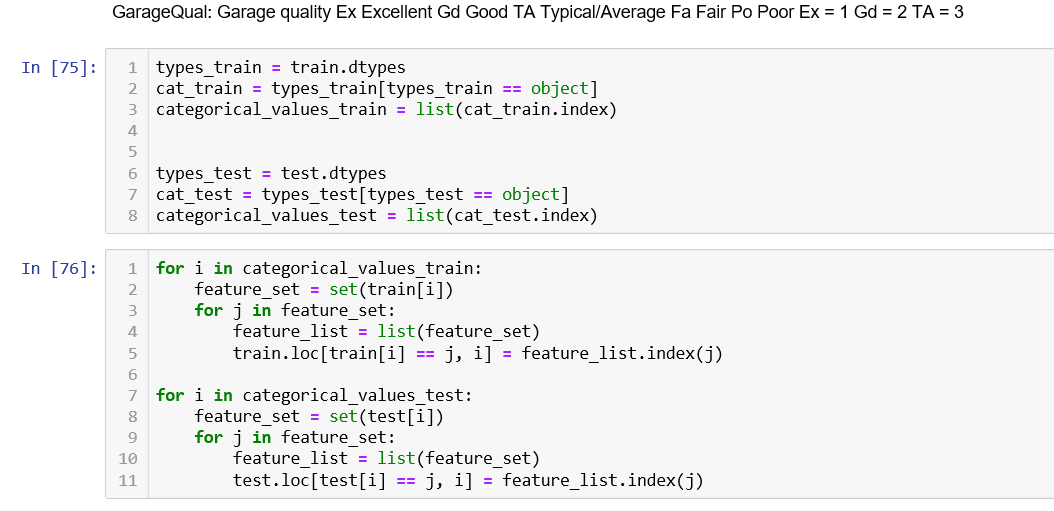 GarageQual: Garage quality Ex Excellent Gd Good TA Typical/Average Fa Fair Po Poor Ex = 1 Gd = 2 TA = 3
In [75]:
1 types_train = train.dtypes
2 cat_train = types_train[types_train == object]
3 categorical_values_train = list(cat_train.index)
4
5
6 types_test = test.dtypes
7 cat_test = types_test[types_test == object]
8 categorical_values_test = list(cat_test.index)
In [76]:
1 for i in categorical_values_train:
2     feature_set = set(train[i])
3     for j in feature_set:
4         feature_list = list(feature_set)
5         train.loc[train[i] == j, i] = feature_list.index(j)
6
7 for i in categorical_values_test:
8     feature_set = set(test[i])
9     for j in feature_set:
10         feature_list = list(feature_set)
11         test.loc[test[i] == j, i] = feature_list.index(j)